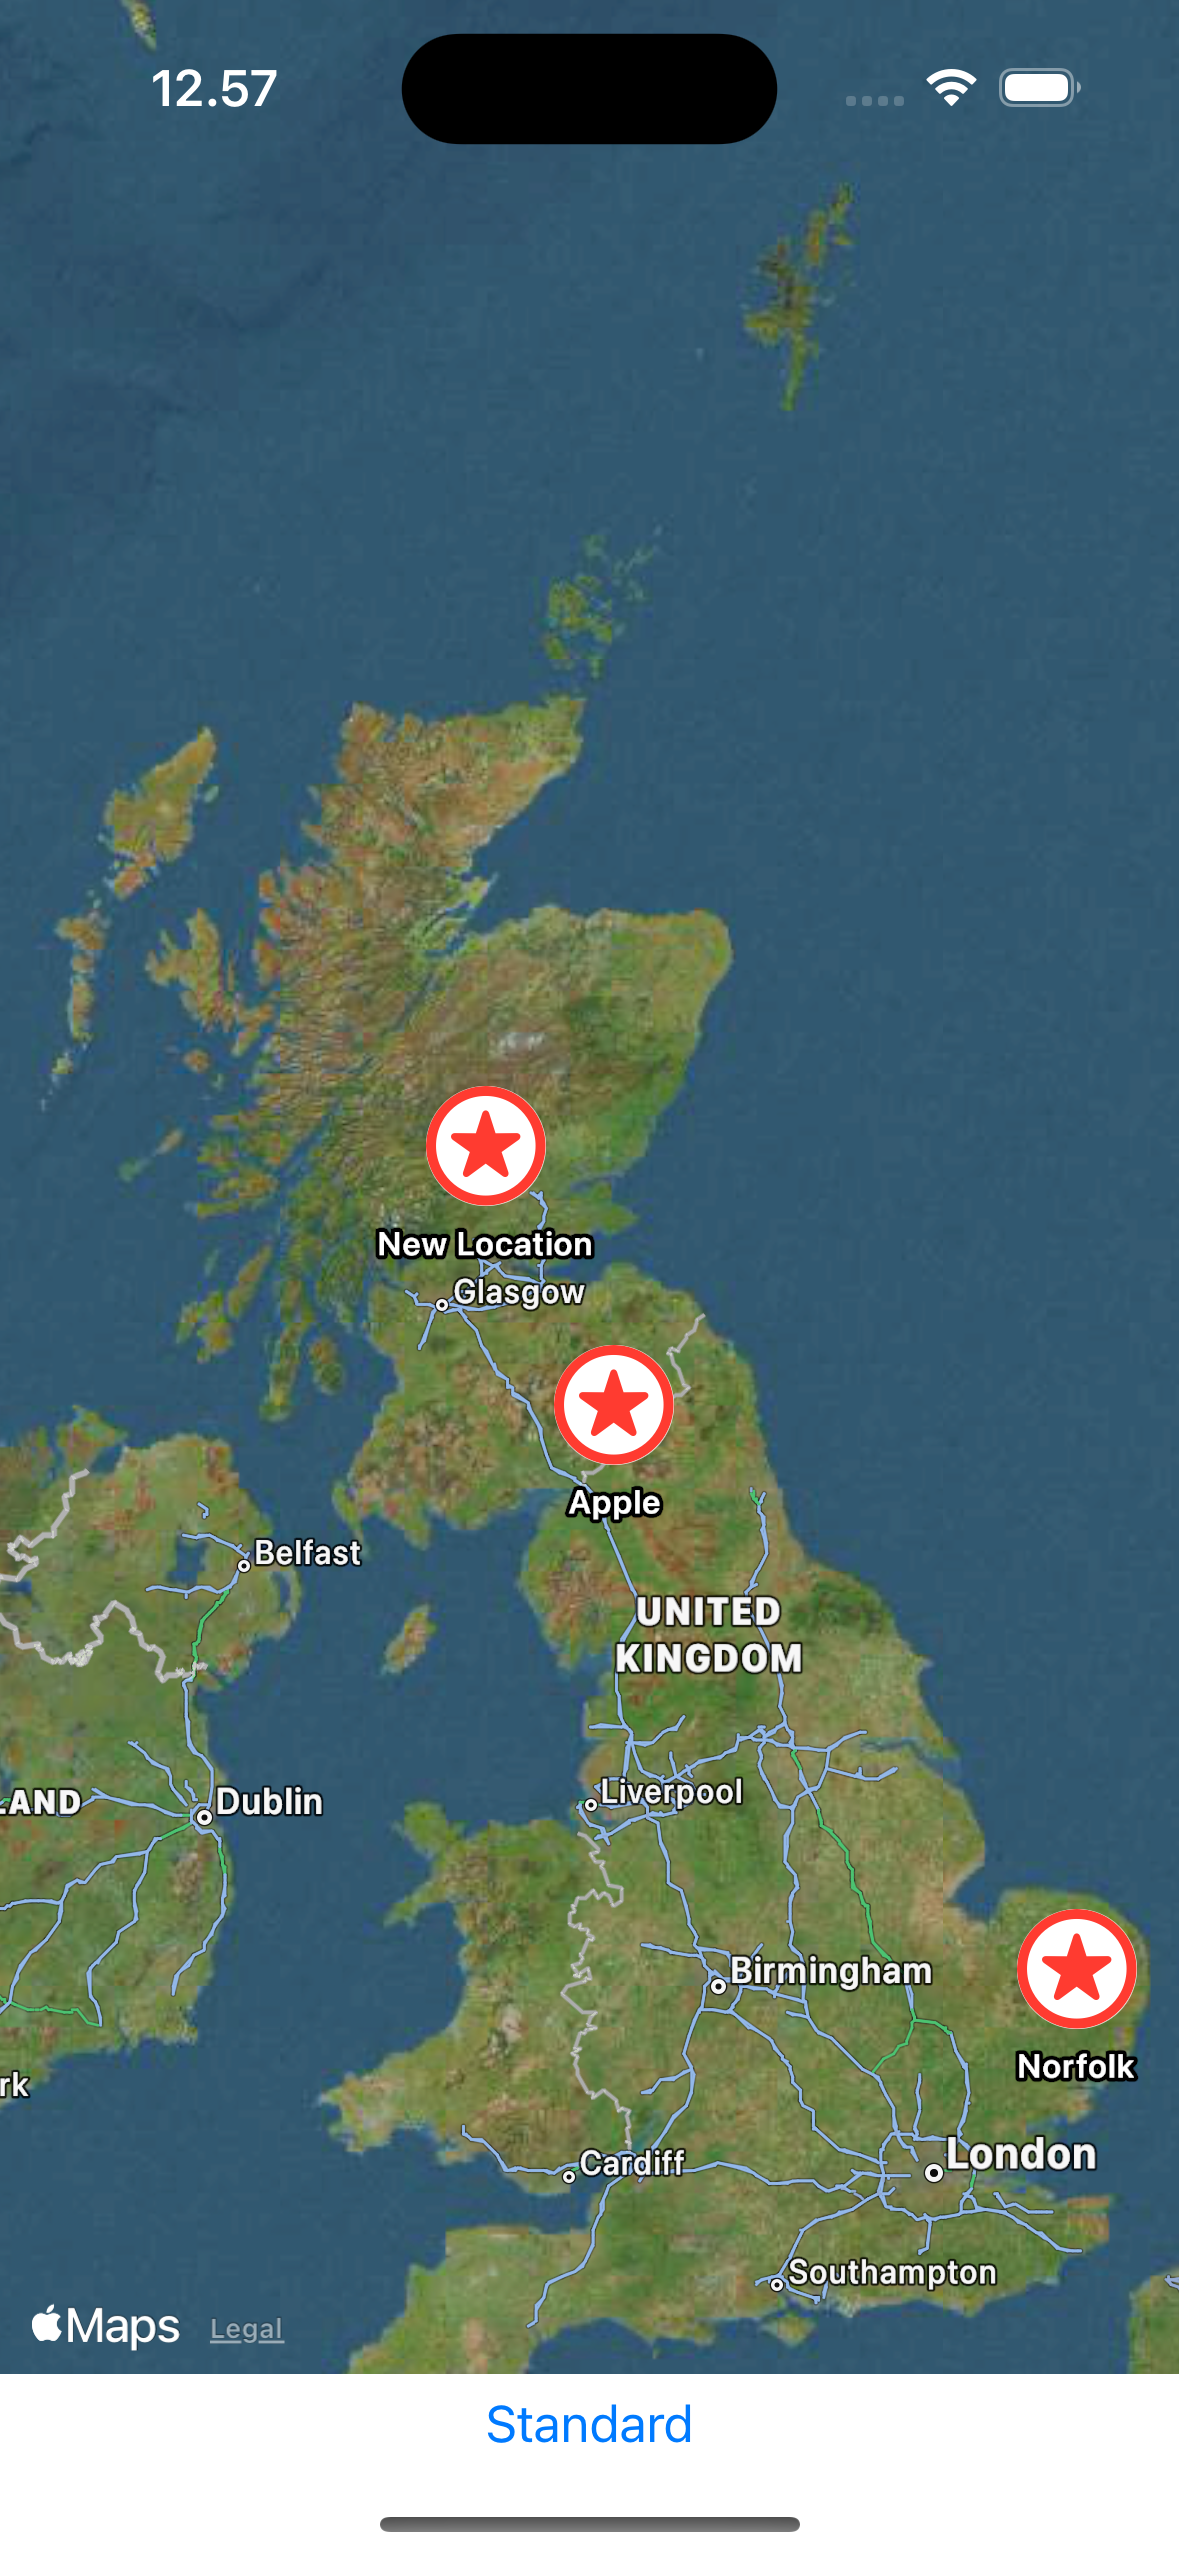 12.57
New Location
Glasgow
Apple
Belfast
UNITED
KINGDOM
Liverpool
LAND
Dublin
Birmingham
Norfolk
rk
London
Cardiff
Southampton
Maps
Legal
Standard